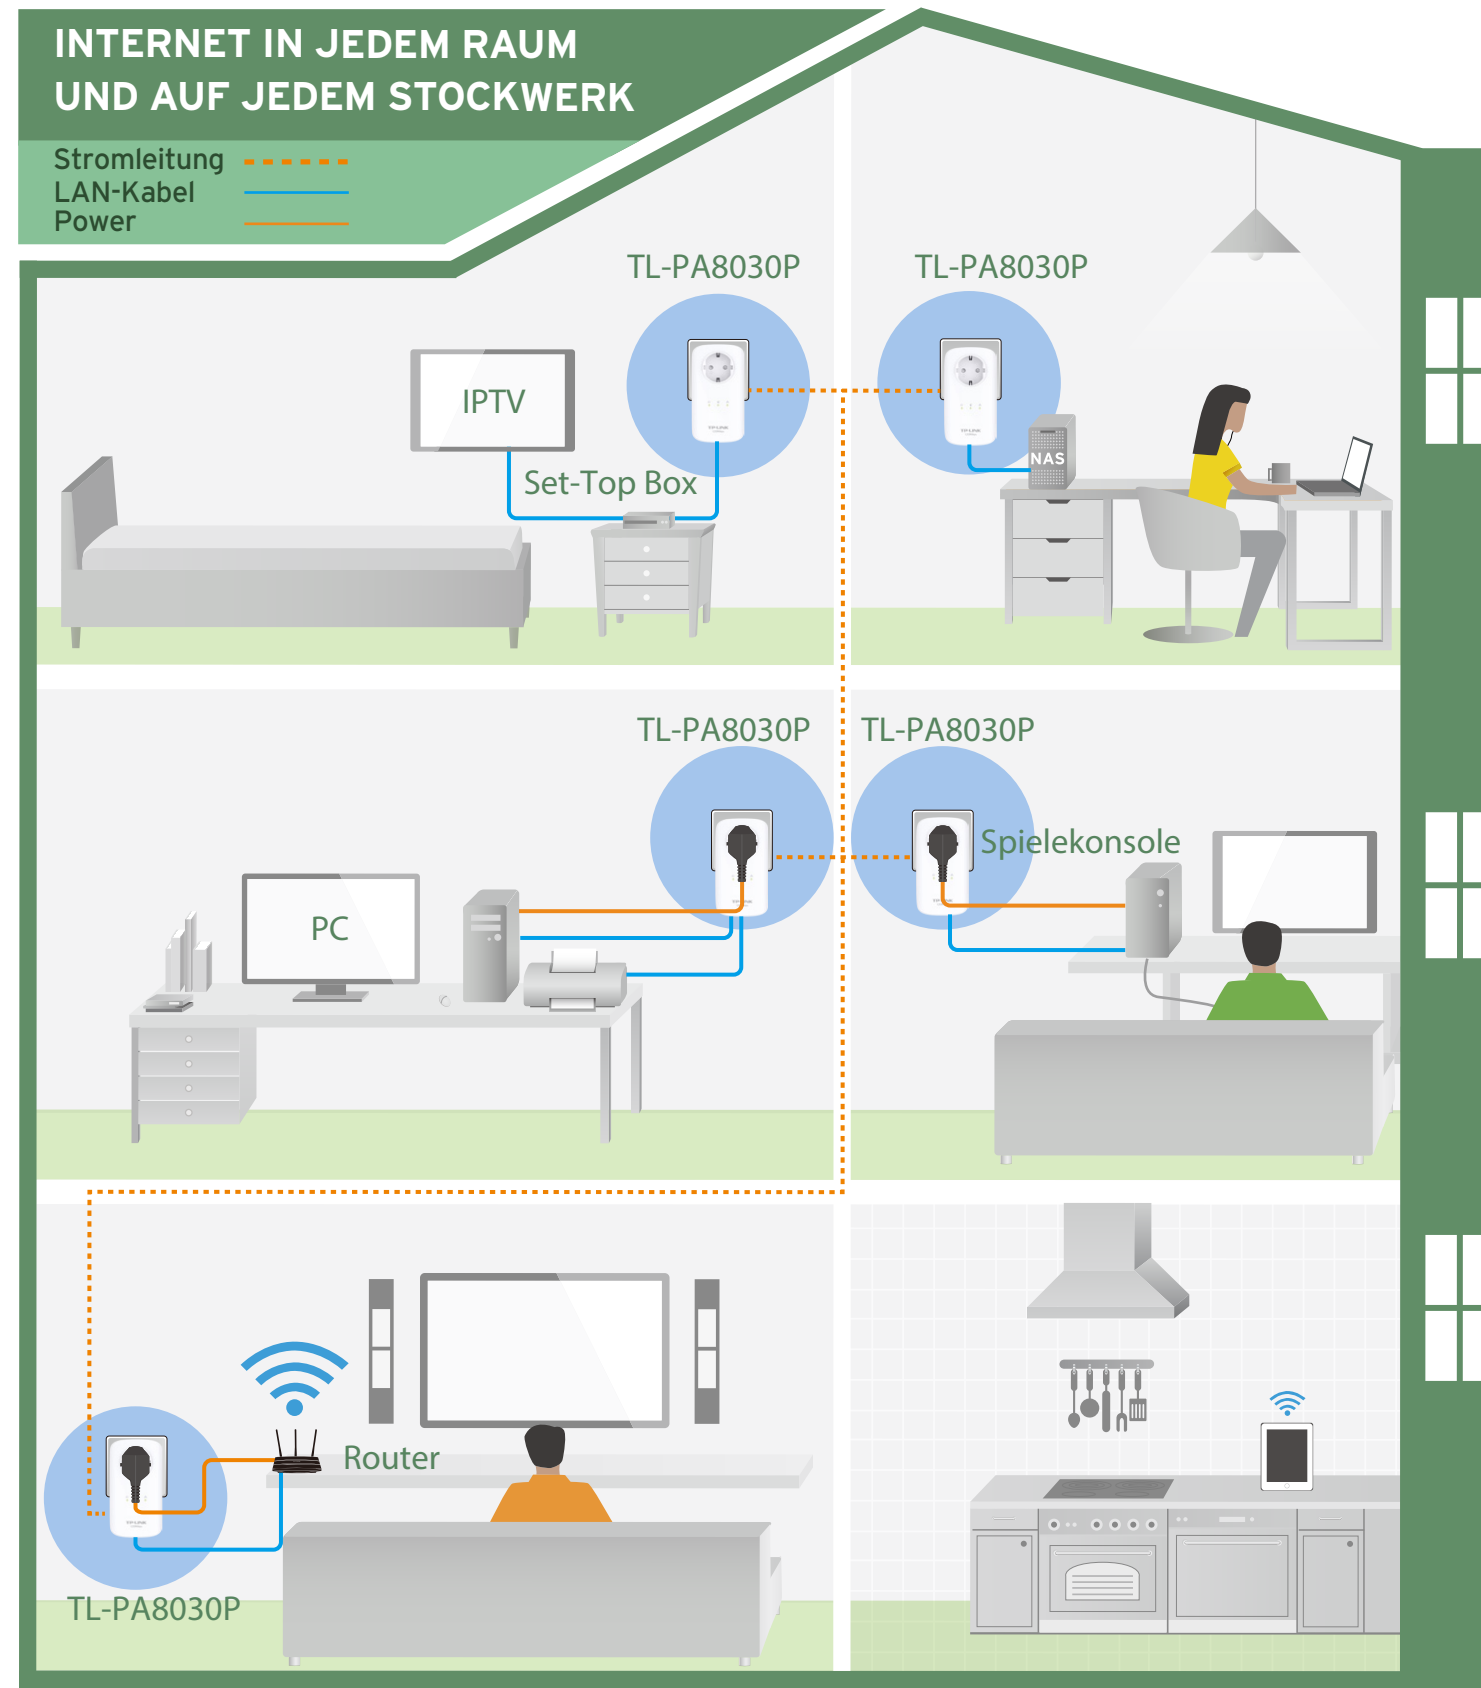 INTERNET IN JEDEM RAUM
UND AUF JEDEM STOCKWERK
Stromleitung
LAN-Kabel
Power
TL-PA8030P
TL-PA8030P
IPTV
Set-Top Box
NAS
TL-PA8030P
TL-PA8030P
Spielekonsole
PC
Router
TL-PA8030P